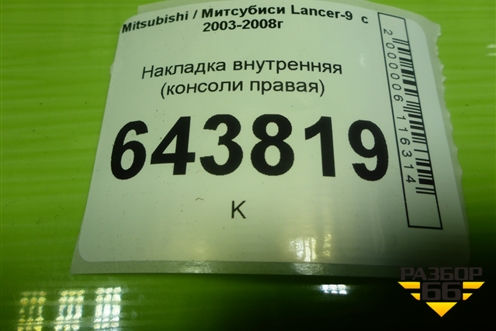 Mitsubishi / Митсубиси Lancer-9 с
2003-2008г
Накладка внутренняя
(консоли правая)
643819
К
2000006116314
РАЗБОР
66